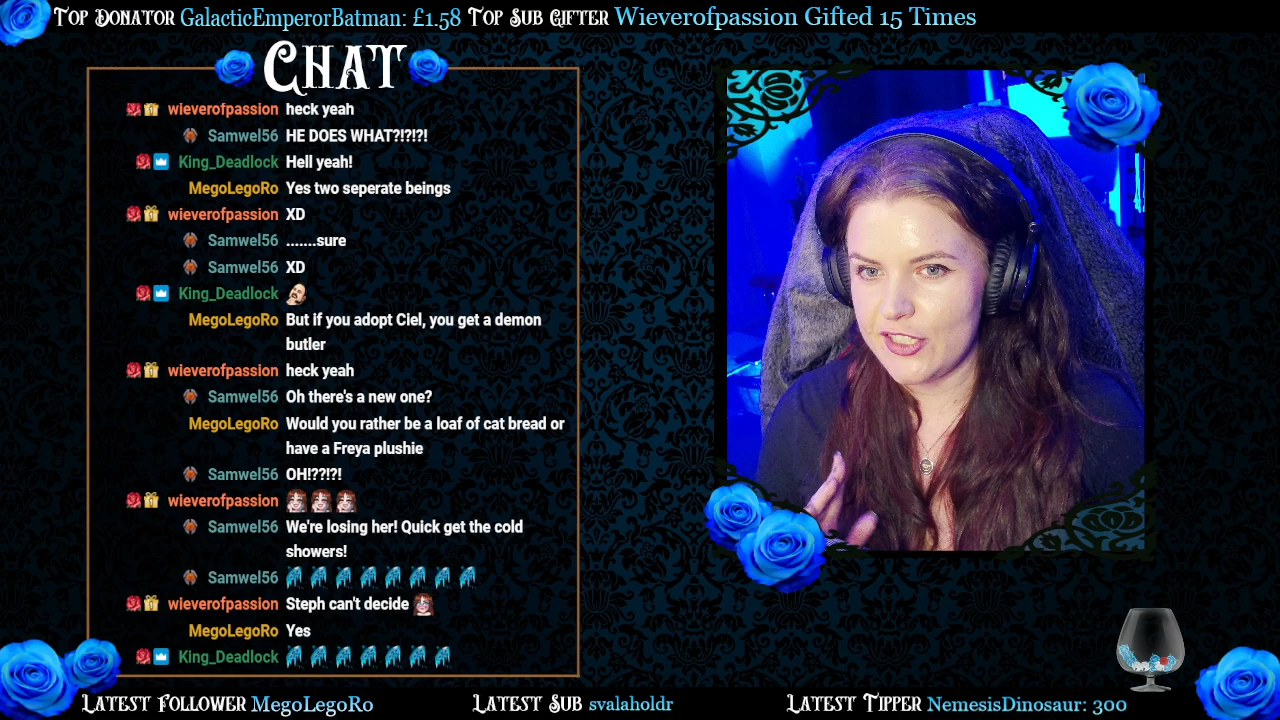 Top Donator GalacticEmperorBatman: £1.58 Top Sub Gifter Wieverofpassion Gifted 15 Times
Chat
wieverofpassion heck yeah
Samwel56 HE DOES WHAT?!?!?!
King_Deadlock Hell yeah!
MegoLegoRo Yes two seperate beings
wieverofpassion XD
Samwel56 .......sure
Samwel56 XD
King_Deadlock
MegoLegoRo But if you adopt Ciel, you get a demon
butler
wieverofpassion heck yeah
Samwel56 Oh there's a new one?
MegoLegoRo Would you rather be a loaf of cat bread or
have a Freya plushie
Samwel56 OH!??!?!
wieverofpassion
Samwel56 We're losing her! Quick get the cold
showers!
Samwel56
wieverofpassion Steph can't decide
MegoLegoRo Yes
King_Deadlock
Latest Follower MegoLegoRo Latest Sub svalaholdr Latest Tipper NemesisDinosaur: 300